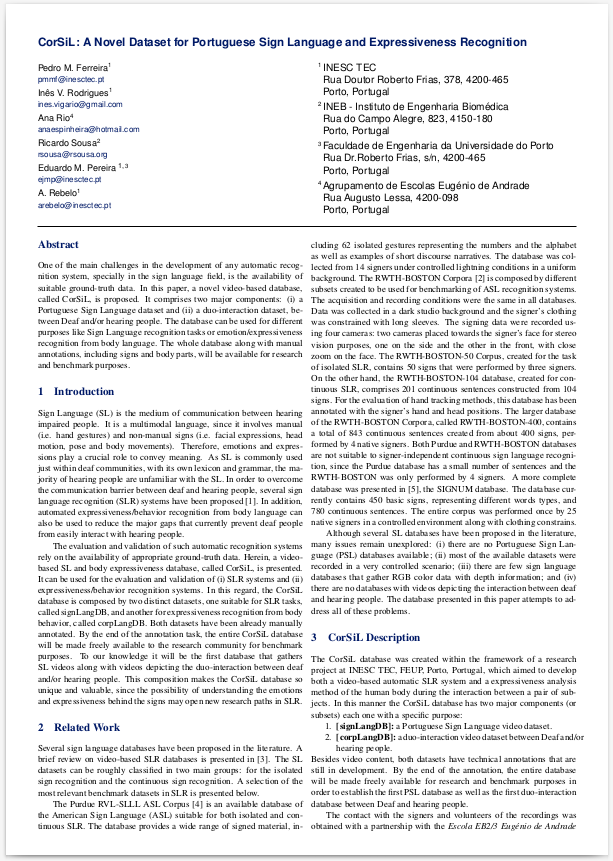 CorSiL: A Novel Dataset for Portuguese Sign Language and Expressiveness Recognition
Pedro M. Ferreira1
pmmf@inesctec.pt
Inês V. Rodrigues1
ines.vigario@gmail.com
Ana Rio4
anaespinheira@hotmail.com
Ricardo Sousa2
rsousa@rsousa.org
Eduardo M. Pereira 1,3
ejmp@inesctec.pt
A. Rebelo1
arebelo@inesctec.pt
1 INESC TEC
Rua Doutor Roberto Frias, 378, 4200-465
Porto, Portugal
2 INEB - Instituto de Engenharia Biomédica
Rua do Campo Alegre, 823, 4150-180
Porto, Portugal
3 Faculdade de Engenharia da Universidade do Porto
Rua Dr.Roberto Frias, s/n, 4200-465
Porto, Portugal
4 Agrupamento de Escolas Eugénio de Andrade
Rua Augusto Lessa, 4200-098
Porto, Portugal
Abstract
One of the main challenges in the development of any automatic recog-
nition system, specially in the sign language field, is the availability of
suitable ground-truth data. In this paper, a novel video-based database,
called CorSiL, is proposed. It comprises two major components: (i) a
Portuguese Sign Language dataset and (ii) a duo-interaction dataset, be-
tween Deaf and/or hearing people. The database can be used for different
purposes like Sign Language recognition tasks or emotion/expressiveness
recognition from body language. The whole database along with manual
annotations, including signs and body parts, will be available for research
and benchmark purposes.
1 Introduction
Sign Language (SL) is the medium of communication between hearing
impaired people. It is a multimodal language, since it involves manual
(i.e. hand gestures) and non-manual signs (i.e. facial expressions, head
motion, pose and body movements). Therefore, emotions and expres-
sions play a crucial role to convey meaning. As SL is commonly used
just within deaf communities, with its own lexicon and grammar, the ma-
jority of hearing people are unfamiliar with the SL. In order to overcome
the communication barrier between deaf and hearing people, several sign
language recognition (SLR) systems have been proposed [1]. In addition,
automated expressiveness/behavior recognition from body language can
also be used to reduce the major gaps that currently prevent deaf people
from easily interact with hearing people.
The evaluation and validation of such automatic recognition systems
rely on the availability of appropriate ground-truth data. Herein, a video-
based SL and body expressiveness database, called CorSiL, is presented.
It can be used for the evaluation and validation of (i) SLR systems and (ii)
expressiveness/behavior recognition systems. In this regard, the CorSiL
database is composed by two distinct datasets, one suitable for SLR tasks,
called signLangDB, and another for expressiveness recognition from body
behavior, called corpLangDB. Both datasets have been already manually
annotated. By the end of the annotation task, the entire CorSiL database
will be made freely available to the research community for benchmark
purposes. To our knowledge it will be the first database that gathers
SL videos along with videos depicting the duo-interaction between deaf
and/or hearing people. This composition makes the CorSiL database so
unique and valuable, since the possibility of understanding the emotions
and expressiveness behind the signs may open new research paths in SLR.
2 Related Work
Several sign language databases have been proposed in the literature. A
brief review on video-based SLR databases is presented in [3]. The SL
datasets can be roughly classified in two main groups: for the isolated
sign recognition and the continuous sign recognition. A selection of the
most relevant benchmark datasets in SLR is presented below.
The Purdue RVL-SLLL ASL Corpus [4] is an available database of
the American Sign Language (ASL) suitable for both isolated and con-
tinuous SLR. The database provides a wide range of signed material, in-
cluding 62 isolated gestures representing the numbers and the alphabet
as well as examples of short discourse narratives. The database was col-
lected from 14 signers under controlled lightning conditions in a uniform
background. The RWTH-BOSTON Corpora [2] is composed by different
subsets created to be used for benchmarking of ASL recognition systems.
The acquisition and recording conditions were the same in all databases.
Data was collected in a dark studio background and the signer's clothing
was constrained with long sleeves. The signing data were recorded us-
ing four cameras: two cameras placed towards the signer's face for stereo
vision purposes, one on the side and the other in the front, with close
zoom on the face. The RWTH-BOSTON-50 Corpus, created for the task
of isolated SLR, contains 50 signs that were performed by three signers.
On the other hand, the RWTH-BOSTON-104 database, created for con-
tinuous SLR, comprises 201 continuous sentences constructed from 104
signs. For the evaluation of hand tracking methods, this database has been
annotated with the signer's hand and head positions. The larger database
of the RWTH-BOSTON Corpora, called RWTH-BOSTON-400, contains
a total of 843 continuous sentences created from about 400 signs, per-
formed by 4 native signers. Both Purdue and RWTH-BOSTON databases
are not suitable to signer-independent continuous sign language recogni-
tion, since the Purdue database has a small number of sentences and the
RWTH-BOSTON was only performed by 4 signers. A more complete
database was presented in [5], the SIGNUM database. The database cur-
rently contains 450 basic signs, representing different words types, and
780 continuous sentences. The entire corpus was performed once by 25
native signers in a controlled environment along with clothing constrains.
Although several SL databases have been proposed in the literature,
many issues remain unexplored: (i) there are no Portuguese Sign Lan-
guage (PSL) databases available; (ii) most of the available datasets were
recorded in a very controlled scenario; (iii) there are few sign language
databases that gather RGB color data with depth information; and (iv)
there are no databases with videos depicting the interaction between deaf
and hearing people. The database presented in this paper attempts to ad-
dress all of these problems.
3 CorSiL Description
The CorSiL database was created within the framework of a research
project at INESC TEC, FEUP, Porto, Portugal, which aimed to develop
both a video-based automatic SLR system and a expressiveness analysis
method of the human body during the interaction between a pair of sub-
jects. In this manner the CorSiL database has two major components (or
subsets) each one with a specific purpose:
1. [signLangDB]: a Portuguese Sign Language video dataset.
2. [corpLangDB]: a duo-interaction video dataset between Deaf and/or
hearing people.
Besides video content, both datasets have technical annotations that are
still in development. By the end of the annotation, the entire database
will be made freely available for research and benchmark purposes in
order to establish the first PSL database as well as the first duo-interaction
database between Deaf and hearing people.
The contact with the signers and volunteers of the recordings was
obtained with a partnership with the Escola EB2/3 Eugénio de Andrade